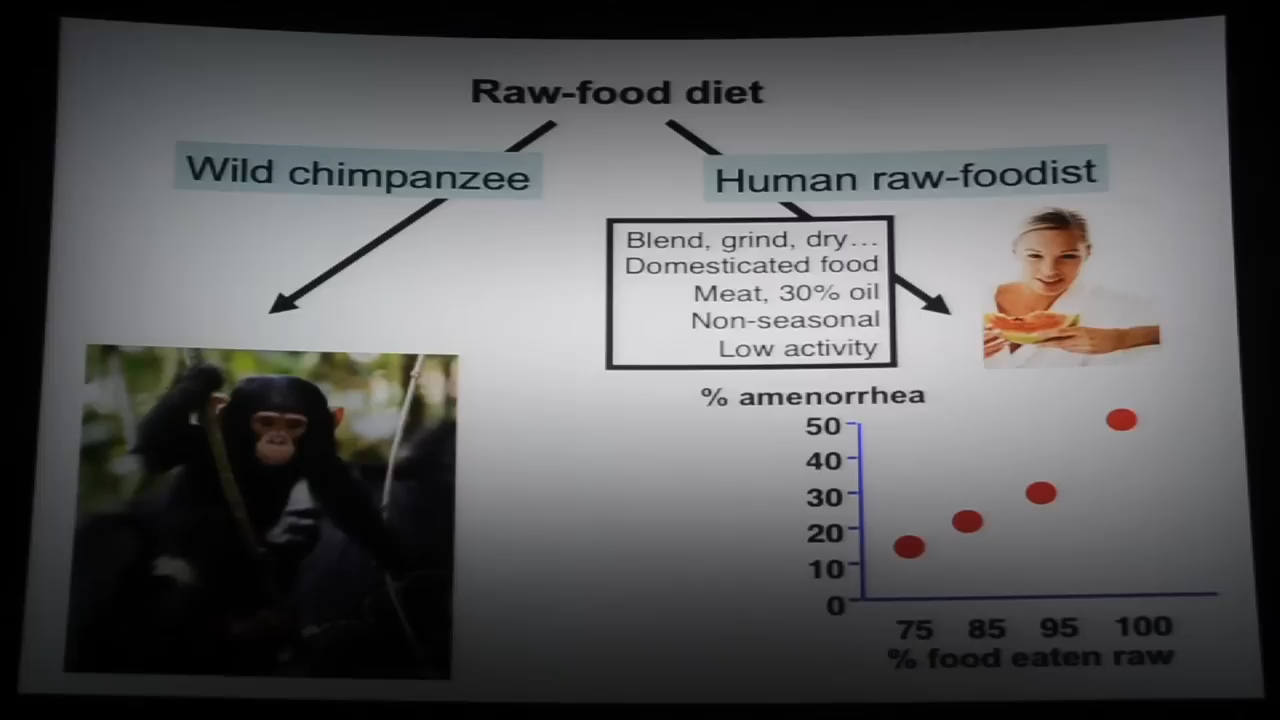 Raw-food diet
Wild chimpanzee
Human raw-foodist
Blend, grind, dry...
Domesticated food
Meat, 30% oil
Non-seasonal
Low activity
% amenorrhea
50
40
30
20
10
0
75 85 95 100
% food eaten raw